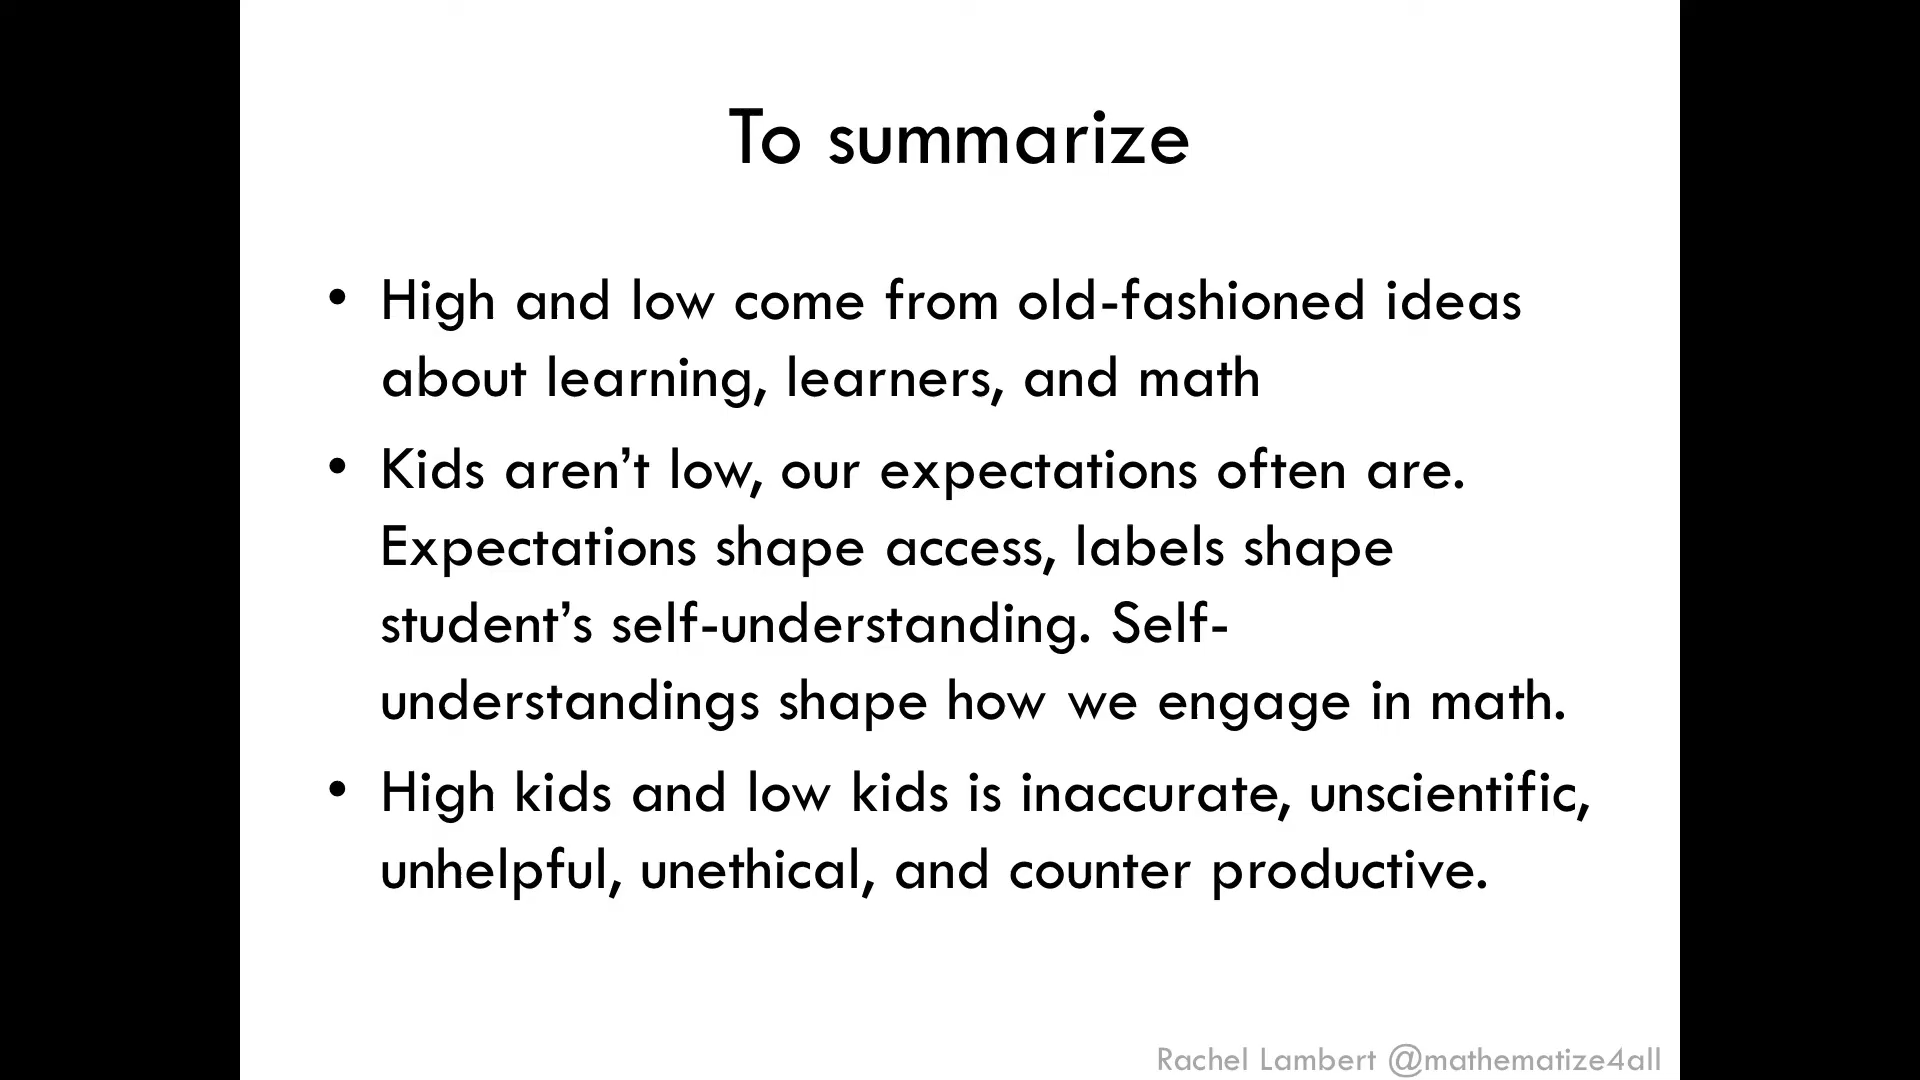 To summarize
• High and low come from old-fashioned ideas
about learning, learners, and math
• Kids aren’t low, our expectations often are.
Expectations shape access, labels shape
student’s self-understanding. Self-
understandings shape how we engage in math.
• High kids and low kids is inaccurate, unscientific,
unhelpful, unethical, and counter productive.
Rachel Lambert @mathematize4all